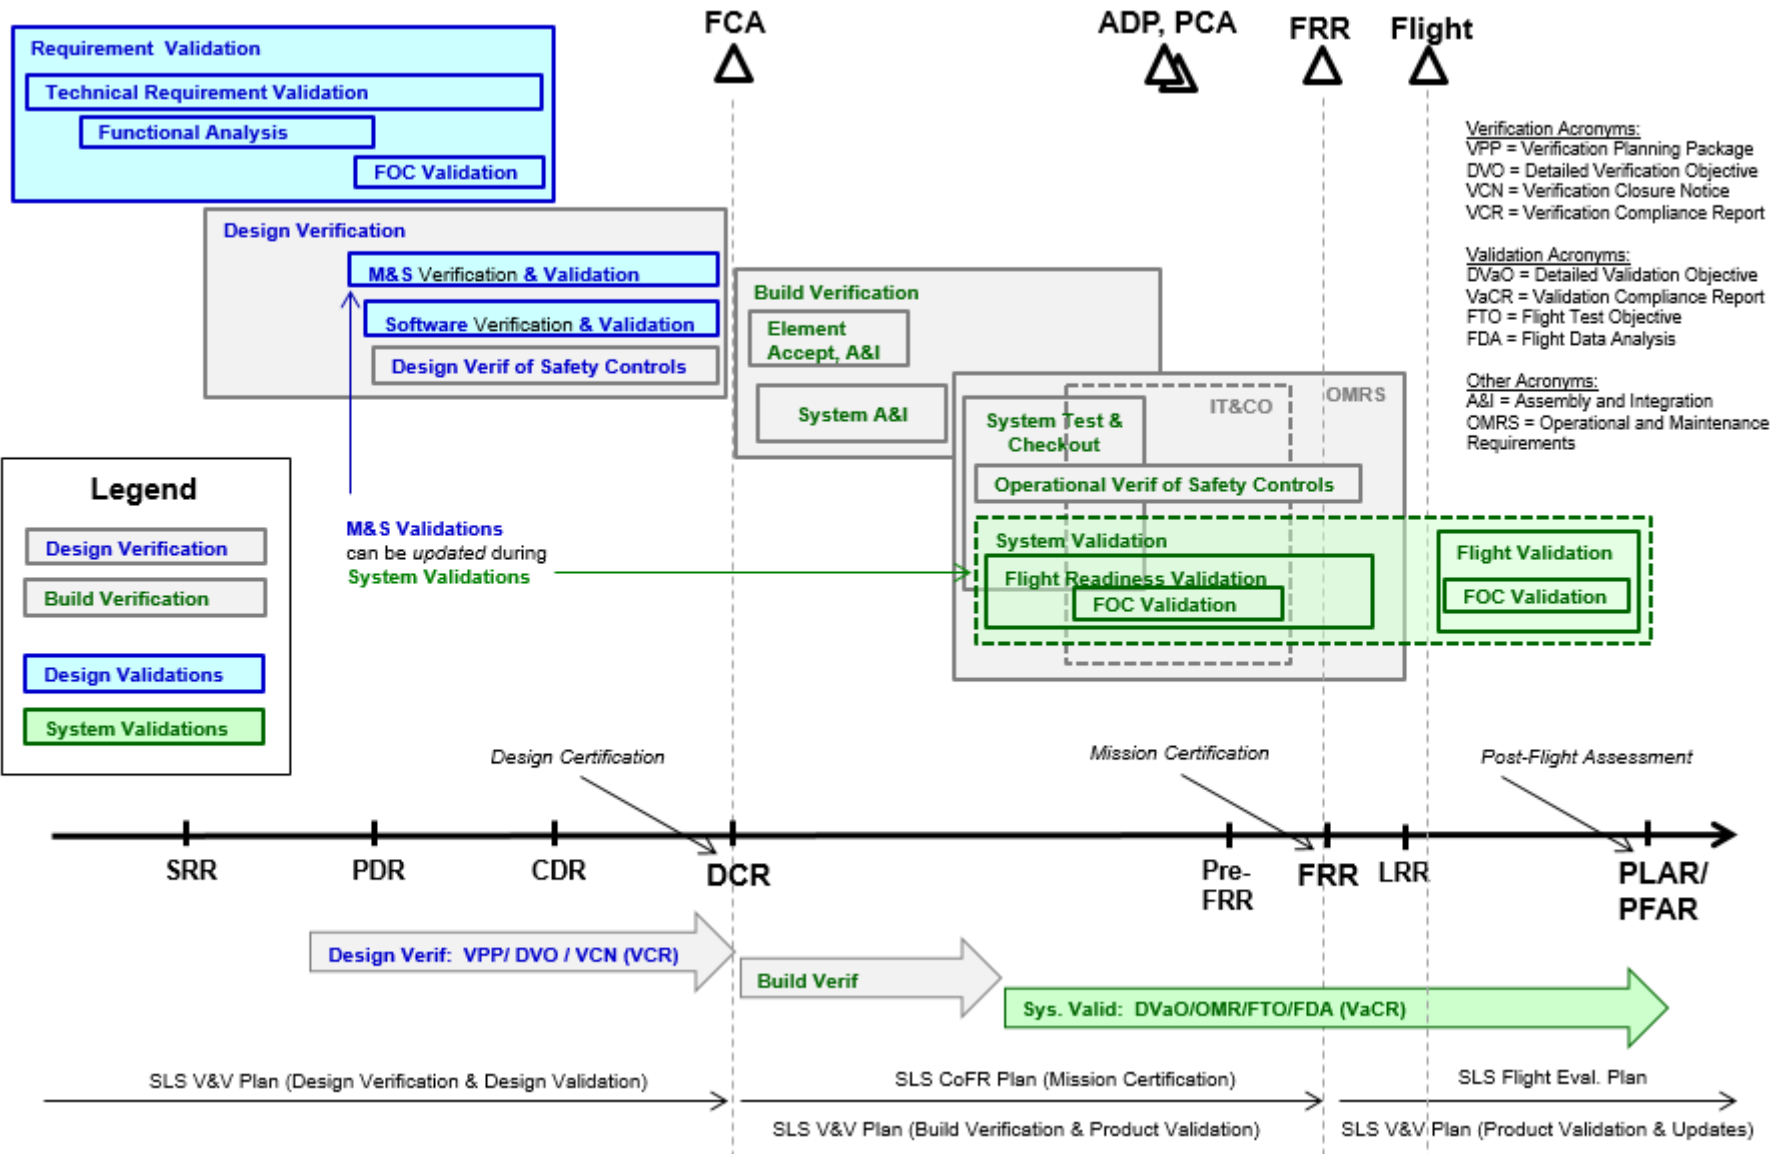 FCA
ADP, PCA
FRR
Flight
Requirement Validation
Technical Requirement Validation
Functional Analysis
FOC Validation
Design Verification
M&S Verification & Validation
Software Verification & Validation
Design Verif of Safety Controls
Build Verification
Element
Accept, A&I
System A&I
OMRS
IT&CO
System Test &
Checkout
Operational Verif of Safety Controls
System Validation
Flight Readiness Validation
FOC Validation
Flight Validation
FOC Validation
Verification Acronyms:
VPP = Verification Planning Package
DVO = Detailed Verification Objective
VCN = Verification Closure Notice
VCR = Verification Compliance Report
Validation Acronyms:
DVaO = Detailed Validation Objective
VaCR = Validation Compliance Report
FTO = Flight Test Objective
FDA = Flight Data Analysis
Other Acronyms:
A&I = Assembly and Integration
OMRS = Operational and Maintenance
Requirements
Legend
Design Verification
Build Verification
Design Validations
System Validations
M&S Validations
can be updated during
System Validations
Design Certification
Mission Certification
Post-Flight Assessment
SRR
PDR
CDR
DCR
Pre-
FRR
FRR
LRR
PLAR/
PFAR
Design Verif: VPP/ DVO / VCN (VCR)
Build Verif
Sys. Valid: DVaO/OMR/FTO/FDA (VaCR)
SLS V&V Plan (Design Verification & Design Validation)
SLS CoFR Plan (Mission Certification)
SLS Flight Eval. Plan
SLS V&V Plan (Build Verification & Product Validation)
SLS V&V Plan (Product Validation & Updates)